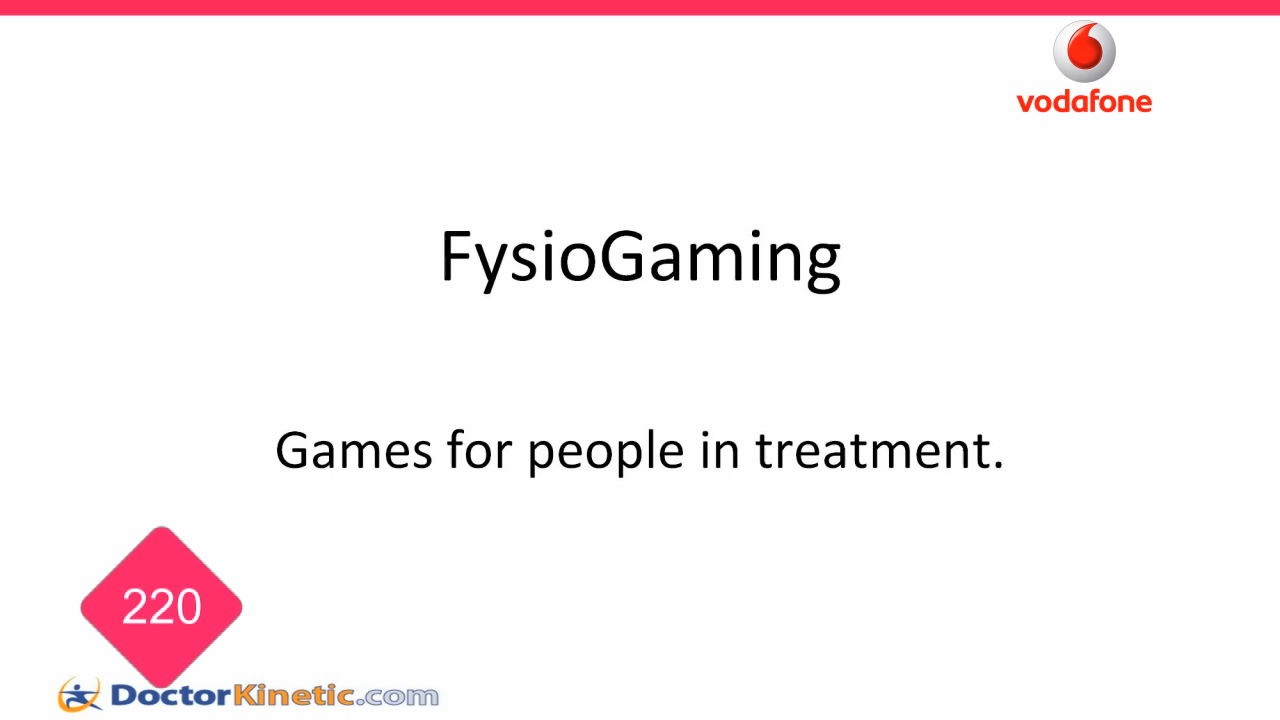 vodafone
FysioGaming
Games for people in treatment.
220
DoctorKinetic.com